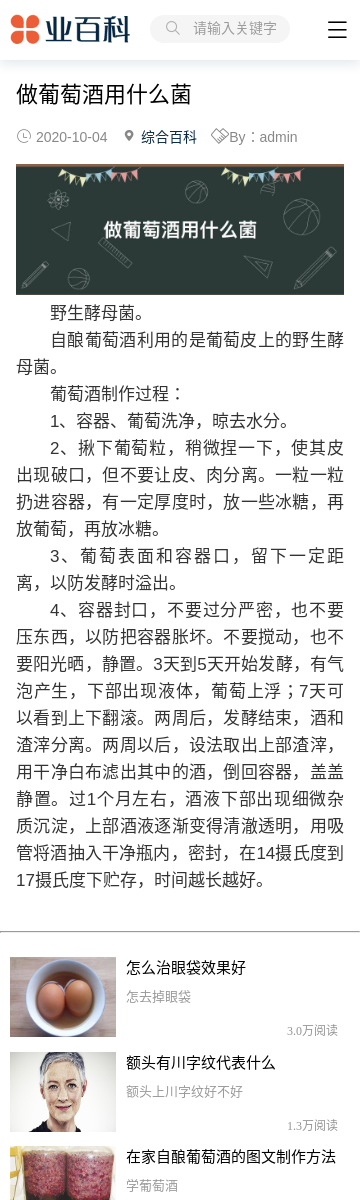 业百科
请输入关键字
做葡萄酒用什么菌
2020-10-04 综合百科 By：admin
做葡萄酒用什么菌
野生酵母菌。
自酿葡萄酒利用的是葡萄皮上的野生酵
母菌。
葡萄酒制作过程：
1、容器、葡萄洗净，晾去水分。
2、揪下葡萄粒，稍微捏一下，使其皮
出现破口，但不要让皮、肉分离。一粒一粒
扔进容器，有一定厚度时，放一些冰糖，再
放葡萄，再放冰糖。
3、葡萄表面和容器口，留下一定距
离，以防发酵时溢出。
4、容器封口，不要过分严密，也不要
压东西，以防把容器胀坏。不要搅动，也不
要阳光晒，静置。3天到5天开始发酵，有气
泡产生，下部出现液体，葡萄上浮；7天可
以看到上下翻滚。两周后，发酵结束，酒和
渣滓分离。两周以后，设法取出上部渣滓，
用干净白布滤出其中的酒，倒回容器，盖盖
静置。过1个月左右，酒液下部出现细微杂
质沉淀，上部酒液逐渐变得清澈透明，用吸
管将酒抽入干净瓶内，密封，在14摄氏度到
17摄氏度下贮存，时间越长越好。
怎么治眼袋效果好
怎去掉眼袋
3.0万阅读
额头有川字纹代表什么
额头上川字纹好不好
1.3万阅读
在家自酿葡萄酒的图文制作方法
学葡萄酒